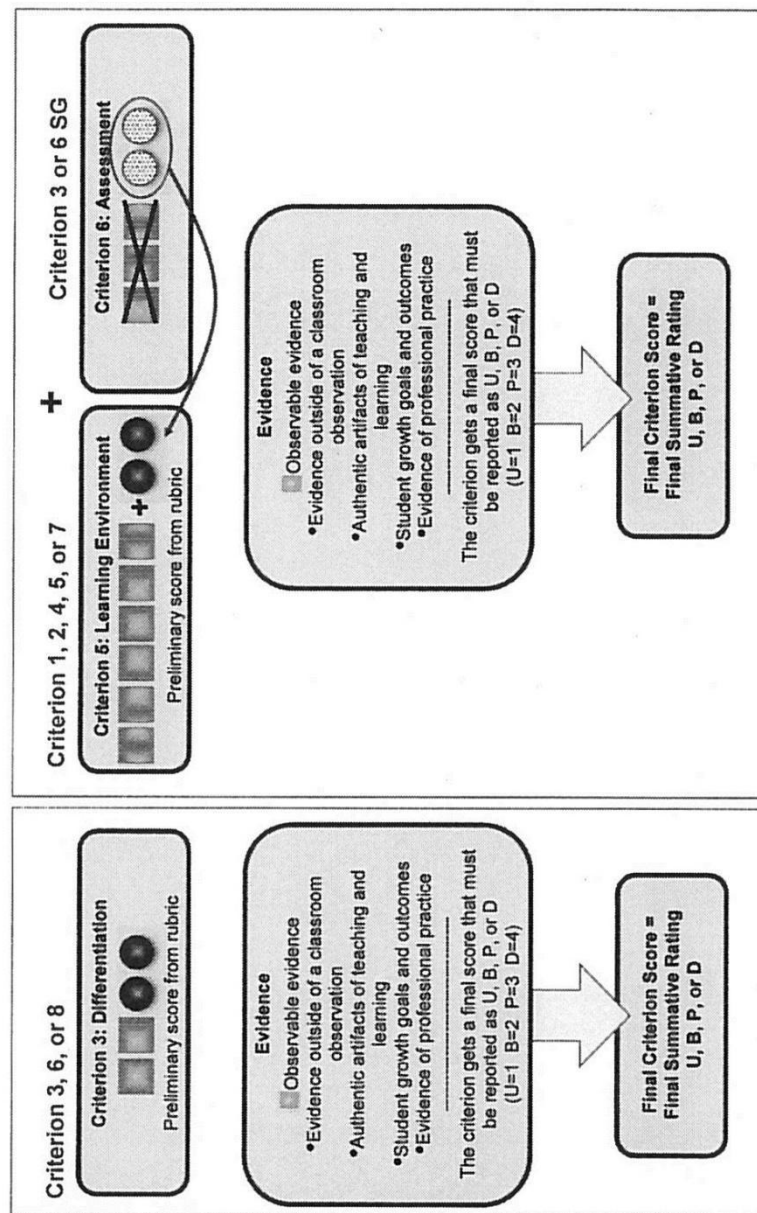 Criterion 3, 6, or 8
Criterion 3: Differentiation
Preliminary score from rubric
Evidence
Observable evidence
•Evidence outside of a classroom
observation
•Authentic artifacts of teaching and
learning
•Student growth goals and outcomes
•Evidence of professional practice
The criterion gets a final score that must
be reported as U, B, P, or D
(U=1 B=2 P=3 D=4)
Final Criterion Score =
Final Summative Rating
U, B, P, or D
Criterion 1, 2, 4, 5, or 7
+
Criterion 3 or 6 SG
Criterion 5: Learning Environment
+
Preliminary score from rubric
Criterion 6: Assessment
Evidence
Observable evidence
•Evidence outside of a classroom
observation
•Authentic artifacts of teaching and
learning
•Student growth goals and outcomes
•Evidence of professional practice
The criterion gets a final score that must
be reported as U, B, P, or D
(U=1 B=2 P=3 D=4)
Final Criterion Score =
Final Summative Rating
U, B, P, or D